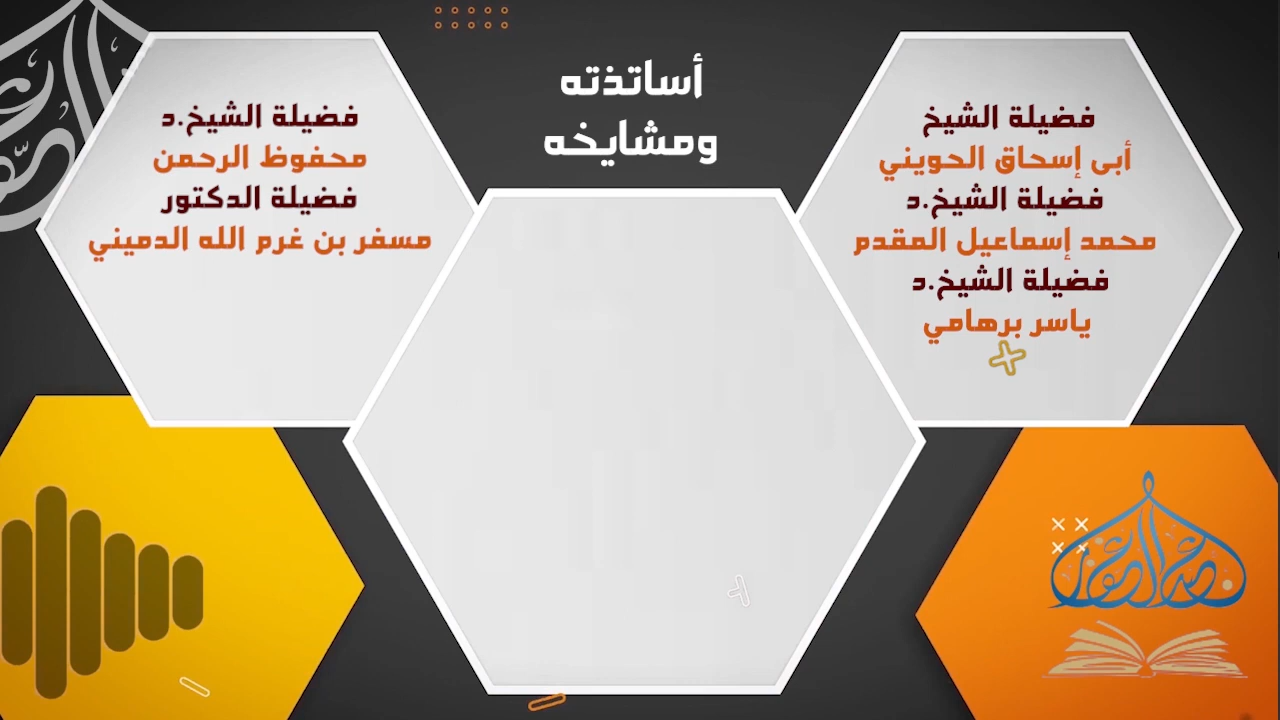 أساتذته
ومشايخه
فضيلة الشيخ
أبى إسحاق الحويني
فضيلة الشيخ.د
محمد إسماعيل المقدم
فضيلة الشيخ.د
ياسر برهامي
فضيلة الشيخ.د
محفوظ الرحمن
فضيلة الدكتور
مسفر بن غرم الله الدميني